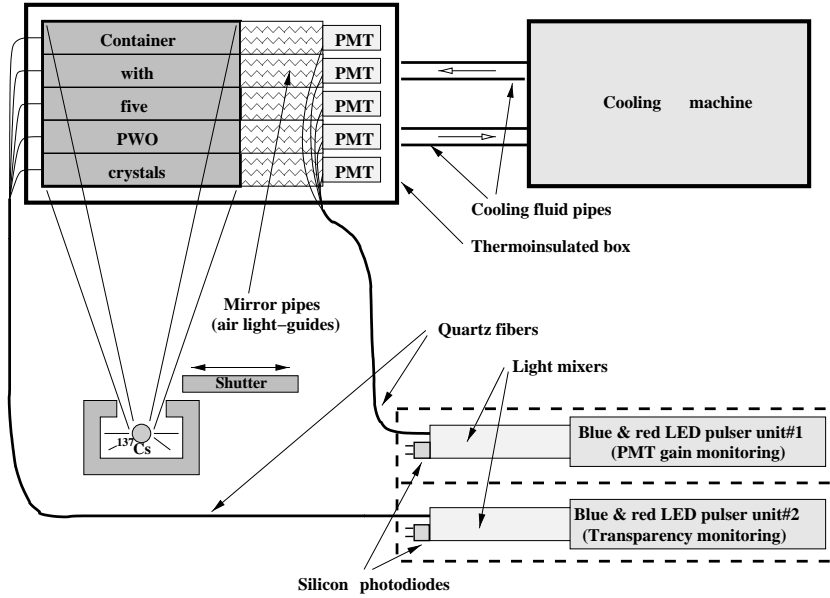 Container
with
five
PWO
crystals
PMT
PMT
PMT
PMT
PMT
Cooling machine
Cooling fluid pipes
Thermoinsulated box
Mirror pipes
(air light−guides)
Quartz fibers
Light mixers
Shutter
137Cs
Blue & red LED pulser unit#1
(PMT gain monitoring)
Blue & red LED pulser unit#2
(Transparency monitoring)
Silicon photodiodes